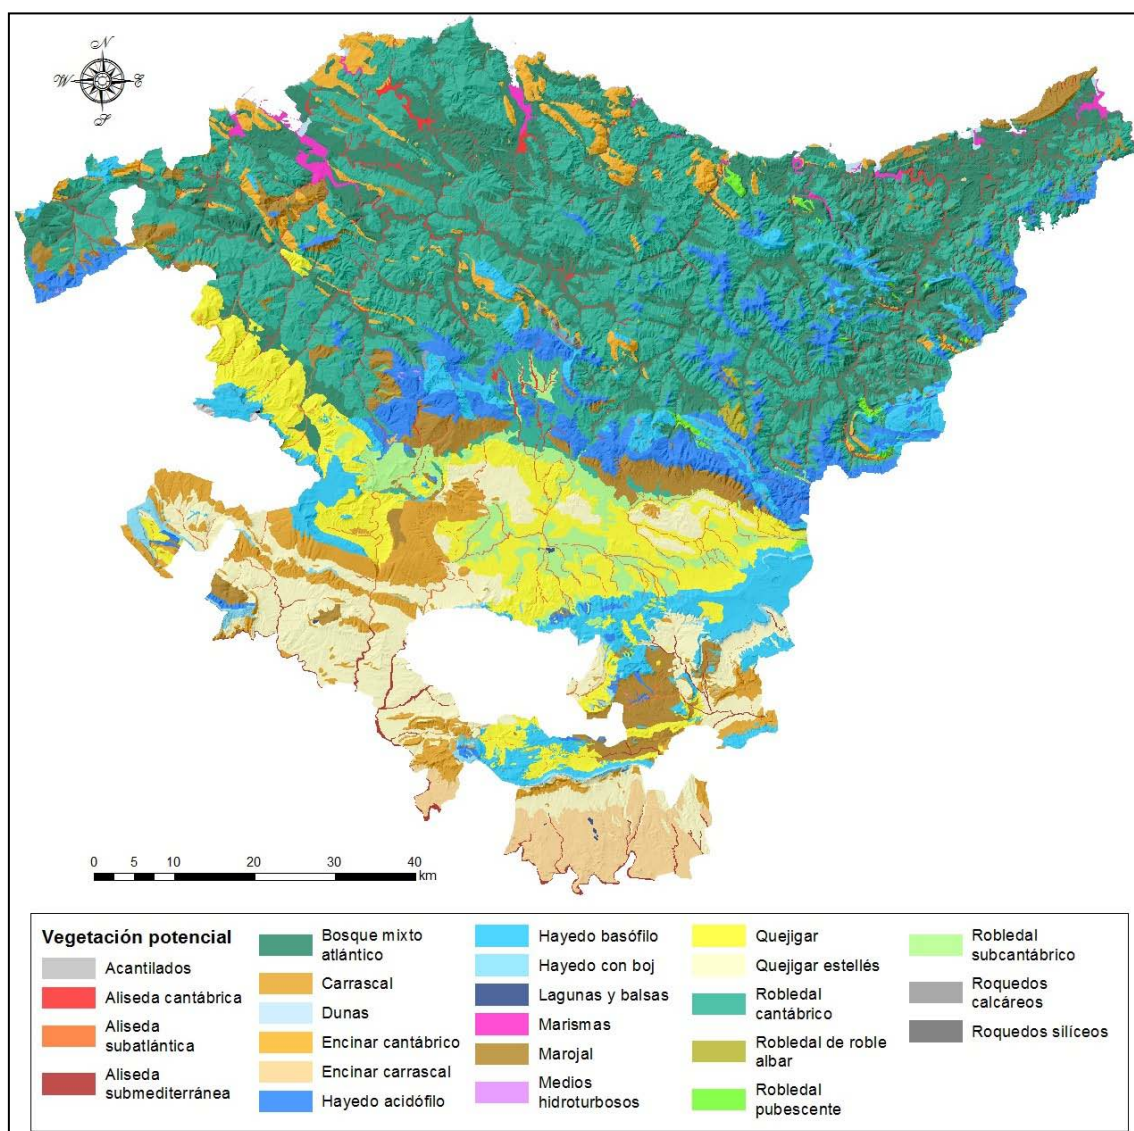 N
W
E
S
0 5 10 20 30 40
km
Vegetación potencial
Acantilados
Aliseda cantábrica
Aliseda
subatlántica
Aliseda
submediterránea
Bosque mixto
atlántico
Carrascal
Dunas
Encinar cantábrico
Encinar carrascal
Hayedo acidófilo
Hayedo basófilo
Hayedo con boj
Lagunas y balsas
Marismas
Marojal
Medios
hidroturbosos
Quejigar
Quejigar estellés
Robledal
cantábrico
Robledal de roble
albar
Robledal
pubescente
Robledal
subcantábrico
Roquedos
calcáreos
Roquedos silíceos